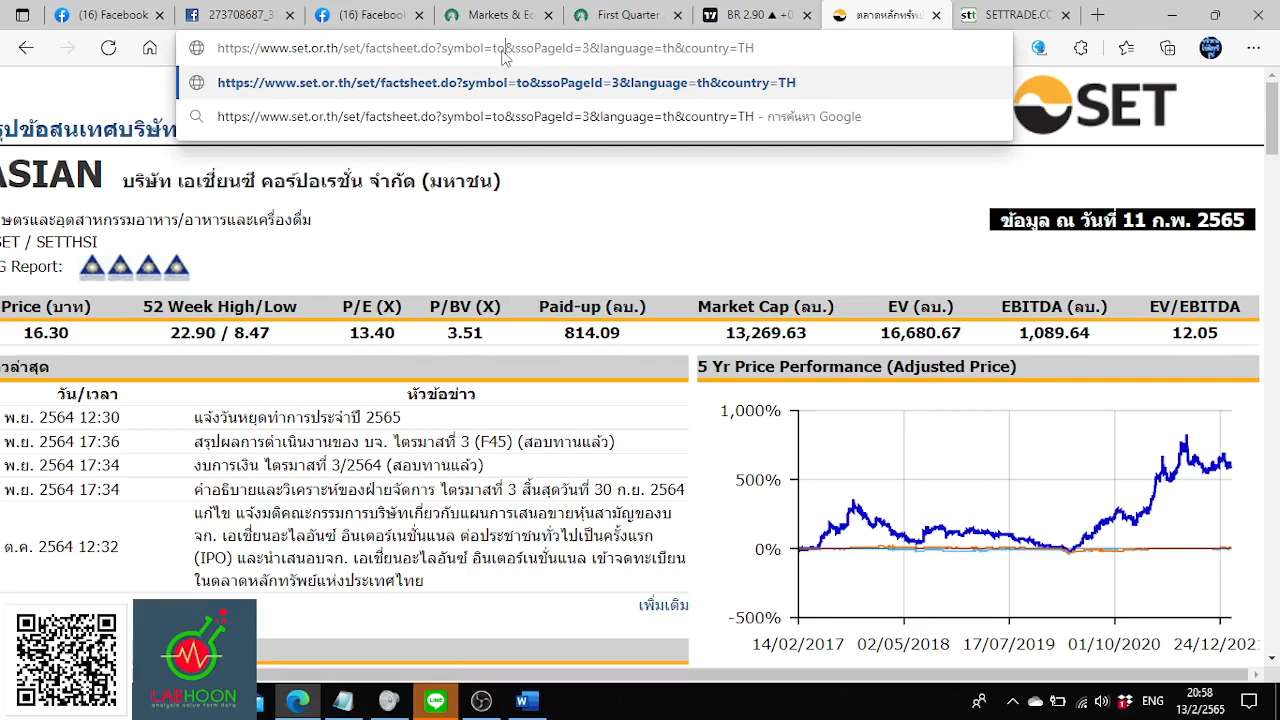 (16) Facebook
273708687_3
(16) Facebook
Markets & Ec
First Quarter
BR 2.90 ▲ +0
ตลาดหลักทรัพย์
SETTRADE.CO
https://www.set.or.th/set/factsheet.do?symbol=to&ssoPageId=3&language=th&country=TH
https://www.set.or.th/set/factsheet.do?symbol=to&ssoPageId=3&language=th&country=TH
https://www.set.or.th/set/factsheet.do?symbol=to&ssoPageId=3&language=th&country=TH - การค้นหา Google
SET
รุปข้อสนเทศบริษัท
ASIAN บริษัท เอเชี่ยนซี คอร์ปอเรชั่น จำกัด (มหาชน)
ษตรและอุตสาหกรรมอาหาร/อาหารและเครื่องดื่ม
ข้อมูล ณ วันที่ 11 ก.พ. 2565
SET / SETTHSI
G Report:
Price (บาท) 52 Week High/Low P/E (X) P/BV (X) Paid-up (ลบ.) Market Cap (ลบ.) EV (ลบ.) EBITDA (ลบ.) EV/EBITDA
16.30 22.90 / 8.47 13.40 3.51 814.09 13,269.63 16,680.67 1,089.64 12.05
าวล่าสุด
วัน/เวลา หัวข้อข่าว
พ.ย. 2564 12:30 แจ้งวันหยุดทำการประจำปี 2565
พ.ย. 2564 17:36 สรุปผลการดำเนินงานของ บจ. ไตรมาสที่ 3 (F45) (สอบทานแล้ว)
พ.ย. 2564 17:34 งบการเงิน ไตรมาสที่ 3/2564 (สอบทานแล้ว)
พ.ย. 2564 17:34 คำอธิบายและวิเคราะห์ของฝ่ายจัดการ ไตรมาสที่ 3 สิ้นสุดวันที่ 30 ก.ย. 2564
แก้ไข แจ้งมติคณะกรรมการบริษัทเกี่ยวกับแผนการเสนอขายหุ้นสามัญของบ
จก. เอเชี่ยนอะไลอันซ์ อินเตอร์เนชั่นแนล ต่อประชาชนทั่วไปเป็นครั้งแรก
ต.ค. 2564 12:32
(IPO) และนำเสนอบจก. เอเชี่ยนอะไลอันซ์ อินเตอร์เนชั่นแนล เข้าจดทะเบียน
ในตลาดหลักทรัพย์แห่งประเทศไทย
เพิ่มเติม
5 Yr Price Performance (Adjusted Price)
1,000%
500%
0%
-500%
14/02/2017 02/05/2018 17/07/2019 01/10/2020 24/12/2021
LABHOON
analysis value form data
ENG
20:58
13/2/2565